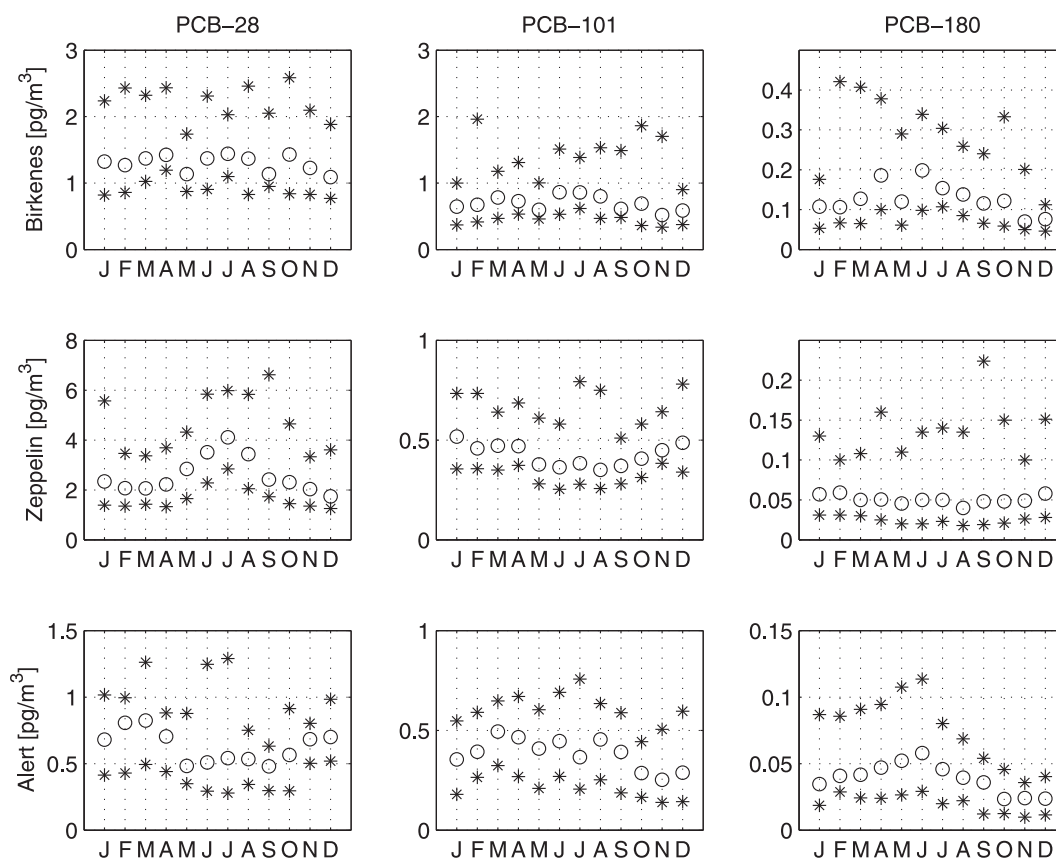 PCB−28 PCB−101 PCB−180
Birkenes [pg/m³]
3
2
1
0
J F M A M J J A S O N D
3
2
1
0
J F M A M J J A S O N D
0.4
0.3
0.2
0.1
0
J F M A M J J A S O N D
Zeppelin [pg/m³]
8
6
4
2
0
J F M A M J J A S O N D
1
0.5
0
J F M A M J J A S O N D
0.2
0.15
0.1
0.05
0
J F M A M J J A S O N D
Alert [pg/m³]
1.5
1
0.5
0
J F M A M J J A S O N D
1
0.5
0
J F M A M J J A S O N D
0.15
0.1
0.05
0
J F M A M J J A S O N D